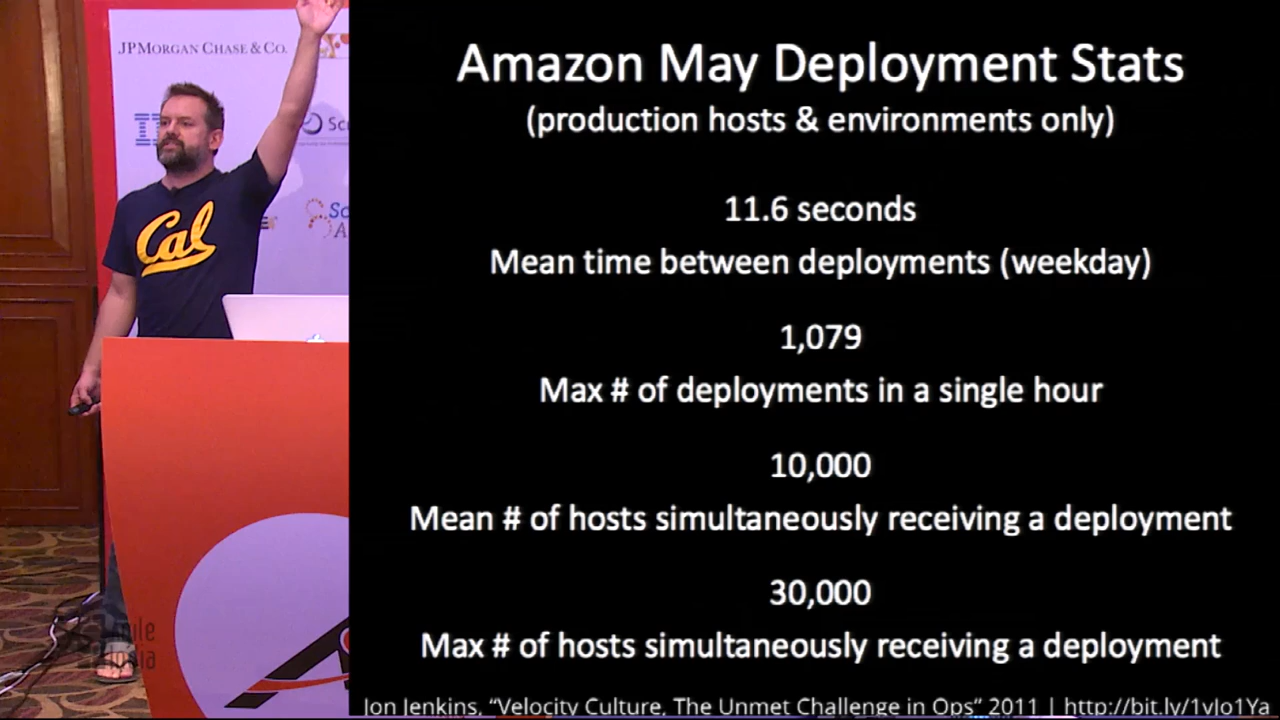 JPMORGAN CHASE & CO.
Cal
Amazon May Deployment Stats
(production hosts & environments only)
11.6 seconds
Mean time between deployments (weekday)
1,079
Max # of deployments in a single hour
10,000
Mean # of hosts simultaneously receiving a deployment
30,000
Max # of hosts simultaneously receiving a deployment
Jon Jenkins, "Velocity Culture, The Unmet Challenge in Ops" 2011 | http://bit.ly/1vJo1Ya